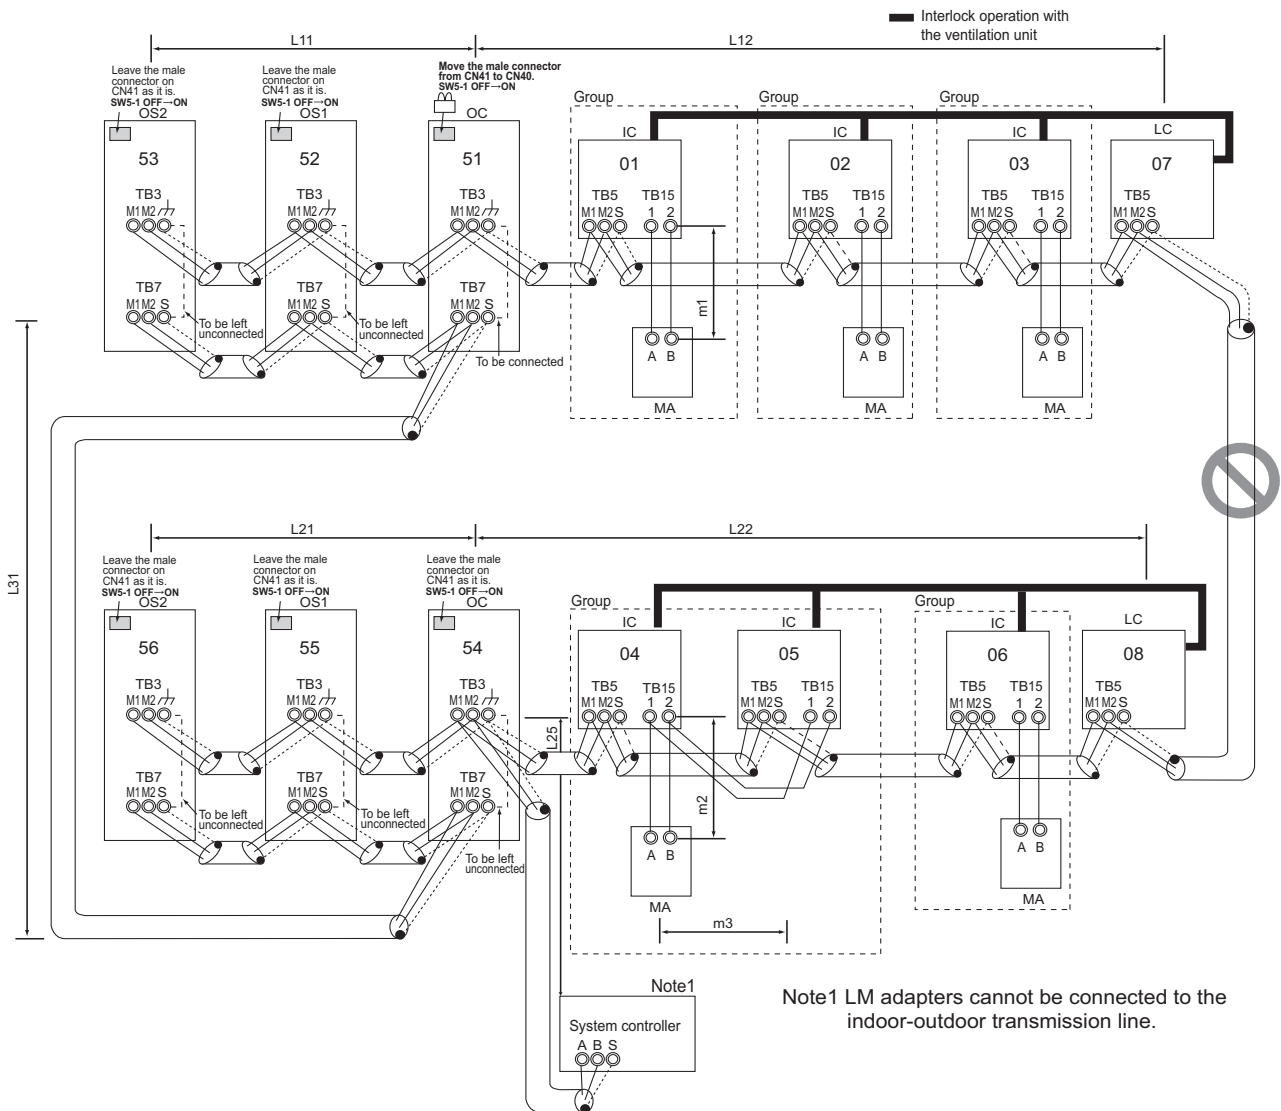 Interlock operation with
the ventilation unit
L11
L12
Leave the male
connector on
CN41 as it is.
SW5-1 OFF→ON
OS2
Leave the male
connector on
CN41 as it is.
SW5-1 OFF→ON
OS1
Move the male connector
from CN41 to CN40.
SW5-1 OFF→ON
OC
Group
Group
Group
IC
IC
IC
LC
53
52
51
01
02
03
07
TB3
TB3
TB3
TB5 TB15
TB5 TB15
TB5 TB15
TB5
M1 M2
M1 M2
M1 M2
M1 M2 S 1 2
M1 M2 S 1 2
M1 M2 S 1 2
M1 M2 S
TB7
TB7
TB7
M1 M2 S
M1 M2 S
M1 M2 S
To be left
unconnected
To be left
unconnected
To be connected
m1
A B
A B
A B
MA
MA
MA
L31
L21
L22
Leave the male
connector on
CN41 as it is.
SW5-1 OFF→ON
OS2
Leave the male
connector on
CN41 as it is.
SW5-1 OFF→ON
OS1
Leave the male
connector on
CN41 as it is.
SW5-1 OFF→ON
OC
Group
Group
IC
IC
IC
LC
56
55
54
04
05
06
08
TB3
TB3
TB3
TB5 TB15
TB5 TB15
TB5 TB15
TB5
M1 M2
M1 M2
M1 M2
M1 M2 S 1 2
M1 M2 S 1 2
M1 M2 S 1 2
M1 M2 S
L25
TB7
TB7
TB7
M1 M2 S
M1 M2 S
M1 M2 S
To be left
unconnected
To be left
unconnected
To be left
unconnected
m2
A B
A B
MA
MA
m3
Note1
System controller
A B S
Note1 LM adapters cannot be connected to the
indoor-outdoor transmission line.